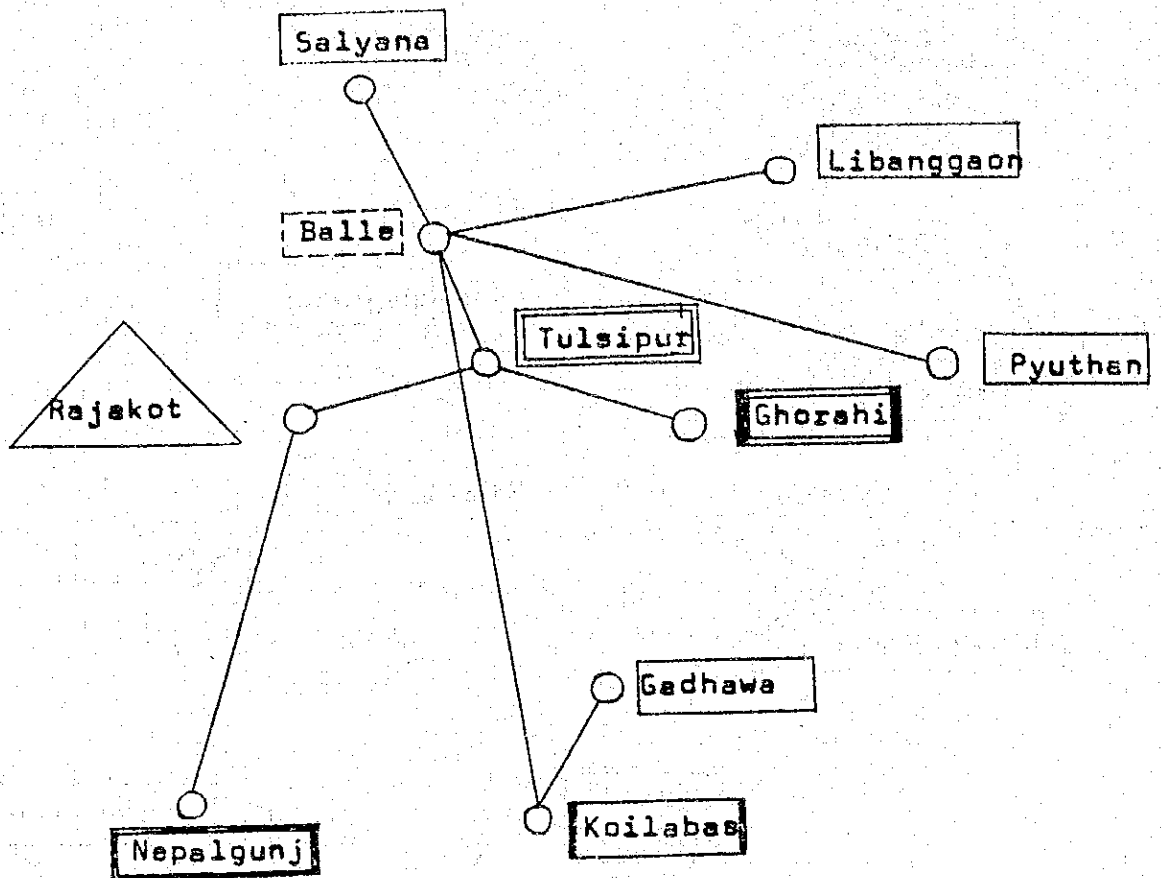 Salyana
Libanggaon
Balle
Tulsipur
Pyuthan
Rajakot
Ghorahi
Gadhawa
Koilabas
Nepalgunj